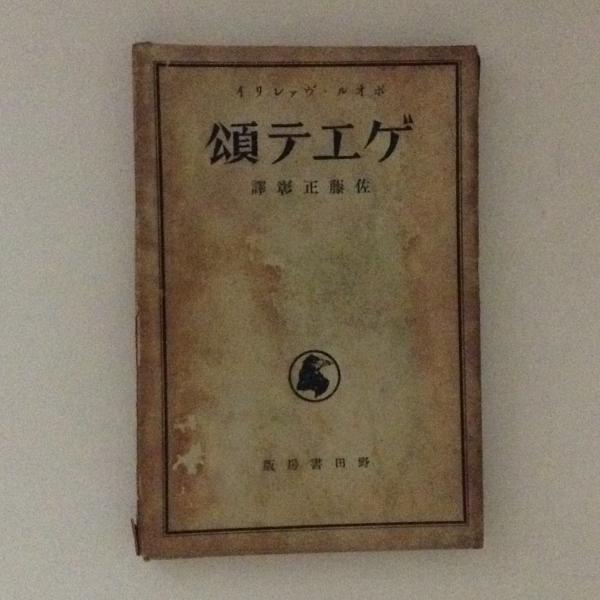 ポオル・ヴァレリイ
ゲエテ頌
佐藤正彰譯
野田書房版